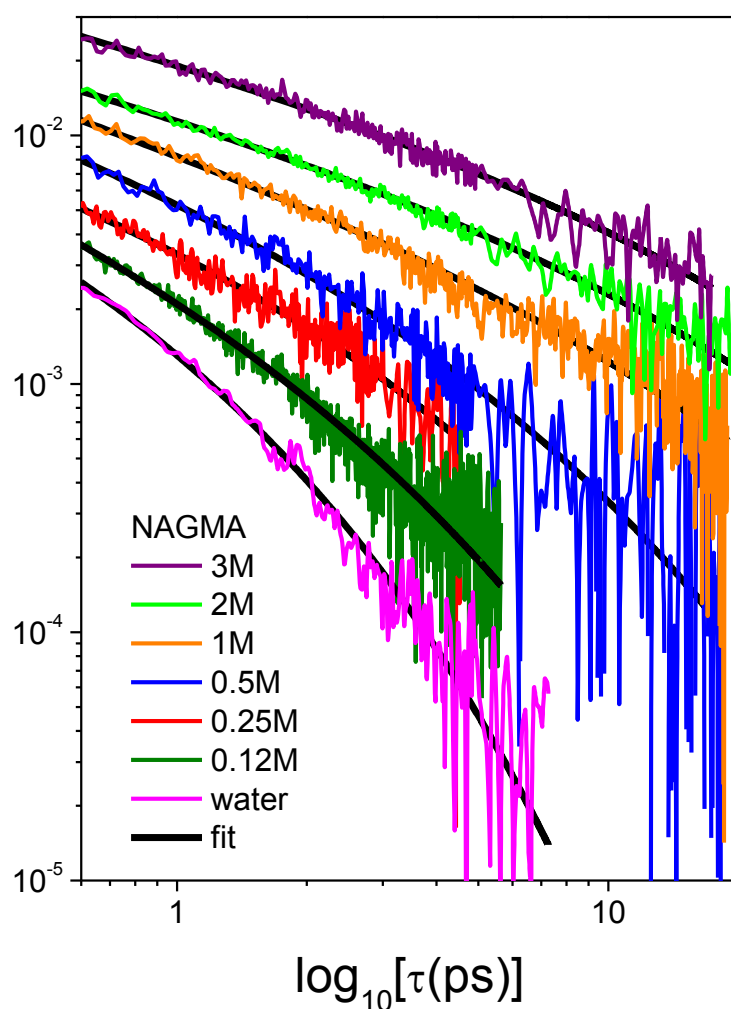 10⁻²
10⁻³
10⁻⁴
10⁻⁵
NAGMA
3M
2M
1M
0.5M
0.25M
0.12M
water
fit
1 10
log₁₀[τ(ps)]